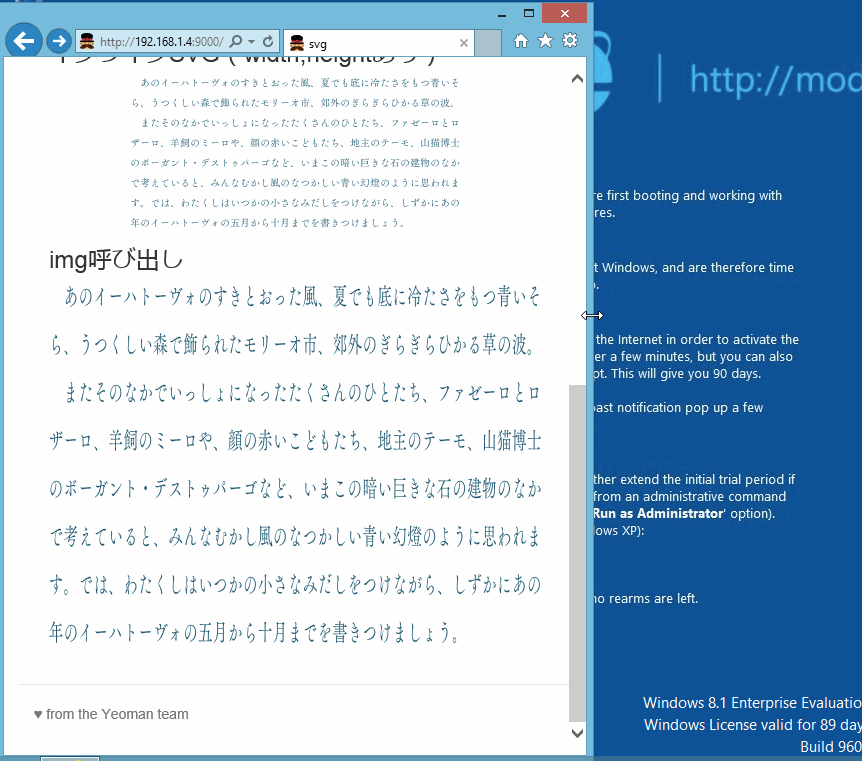 http://192.168.1.4:9000/
svg
インラインSVG ( width,heightあり )
あのイーハトーヴォのすきとおった風、夏でも底に冷たさをもつ青いそ
ら、うつくしい森で飾られたモリーオ市、郊外のぎらぎらひかる草の波。
またそのなかでいっしょになったたくさんのひとたち、ファゼーロとロ
ザーロ、羊飼のミーロや、顔の赤いこどもたち、地主のテーモ、山猫博士
のボーガント・デストゥパーゴなど、いまこの暗い巨きな石の建物のなか
で考えていると、みんなむかし風のなつかしい青い幻燈のように思われま
す。では、わたくしはいつかの小さなみだしをつけながら、しずかにあの
年のイーハトーヴォの五月から十月までを書きつけましょう。
img呼び出し
あのイーハトーヴォのすきとおった風、夏でも底に冷たさをもつ青いそ
ら、うつくしい森で飾られたモリーオ市、郊外のぎらぎらひかる草の波。
またそのなかでいっしょになったたくさんのひとたち、ファゼーロとロ
ザーロ、羊飼のミーロや、顔の赤いこどもたち、地主のテーモ、山猫博士
のボーガント・デストゥパーゴなど、いまこの暗い巨きな石の建物のなか
で考えていると、みんなむかし風のなつかしい青い幻燈のように思われま
す。では、わたくしはいつかの小さなみだしをつけながら、しずかにあの
年のイーハトーヴォの五月から十月までを書きつけましょう。
♥ from the Yeoman team
http://mod
re first booting and working with
res.
t Windows, and are therefore time
the Internet in order to activate the
er a few minutes, but you can also
pt. This will give you 90 days.
ast notification pop up a few
ther extend the initial trial period if
from an administrative command
Run as Administrator' option).
lows XP):
no rearms are left.
Windows 8.1 Enterprise Evaluatio
Windows License valid for 89 day
Build 960